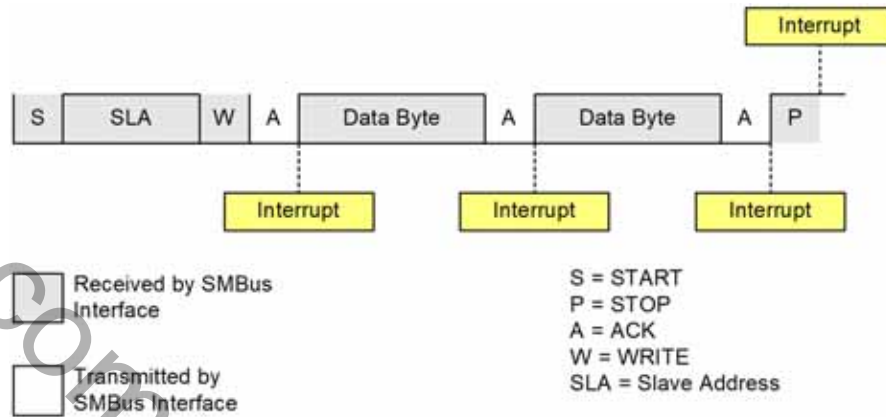 Interrupt
S SLA W A Data Byte A Data Byte A P
Interrupt Interrupt Interrupt
Received by SMBus
Interface
Transmitted by
SMBus Interface
S = START
P = STOP
A = ACK
W = WRITE
SLA = Slave Address
com